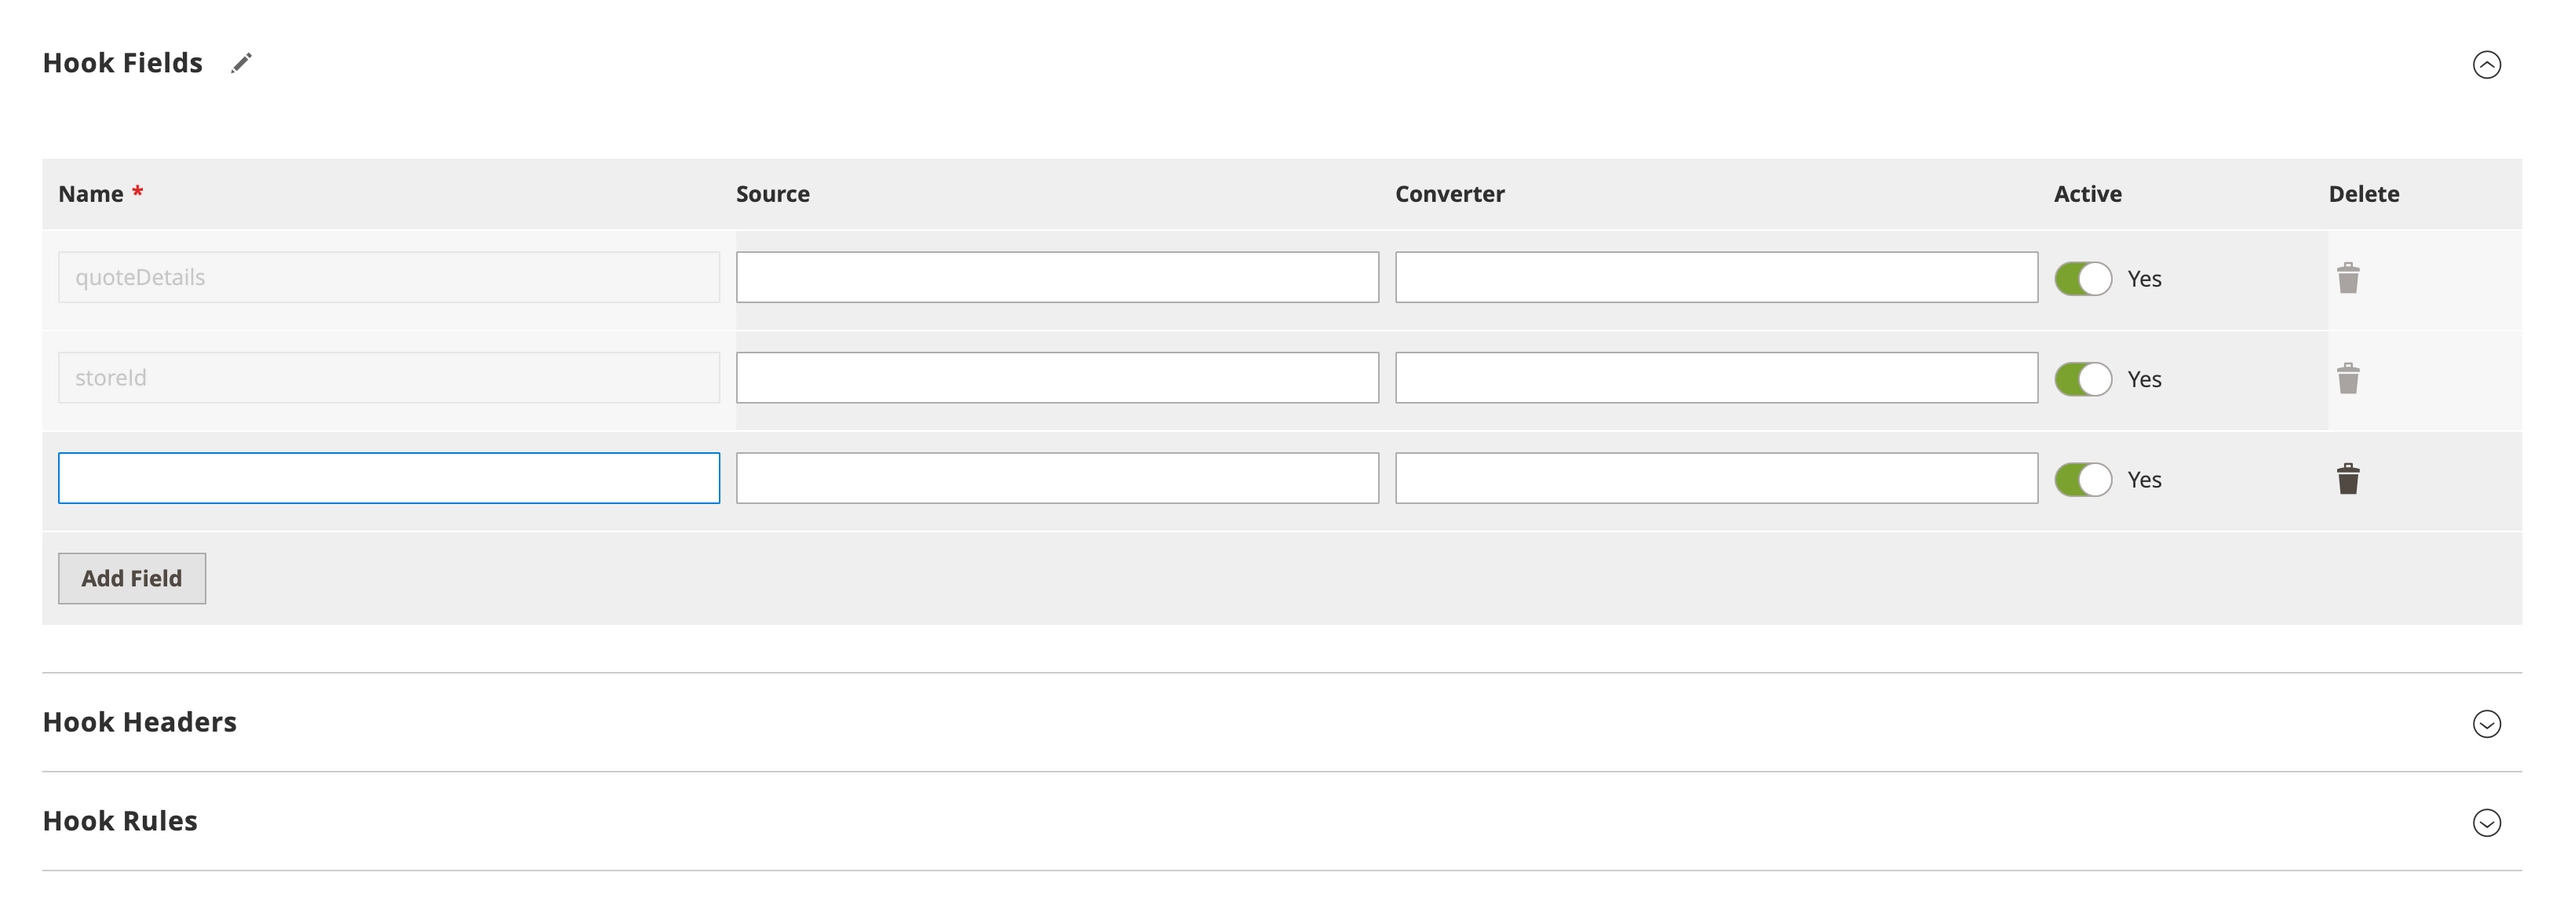 Hook Fields
Name * Source Converter Active Delete
quoteDetails Yes
storeId Yes
Yes
Add Field
Hook Headers
Hook Rules